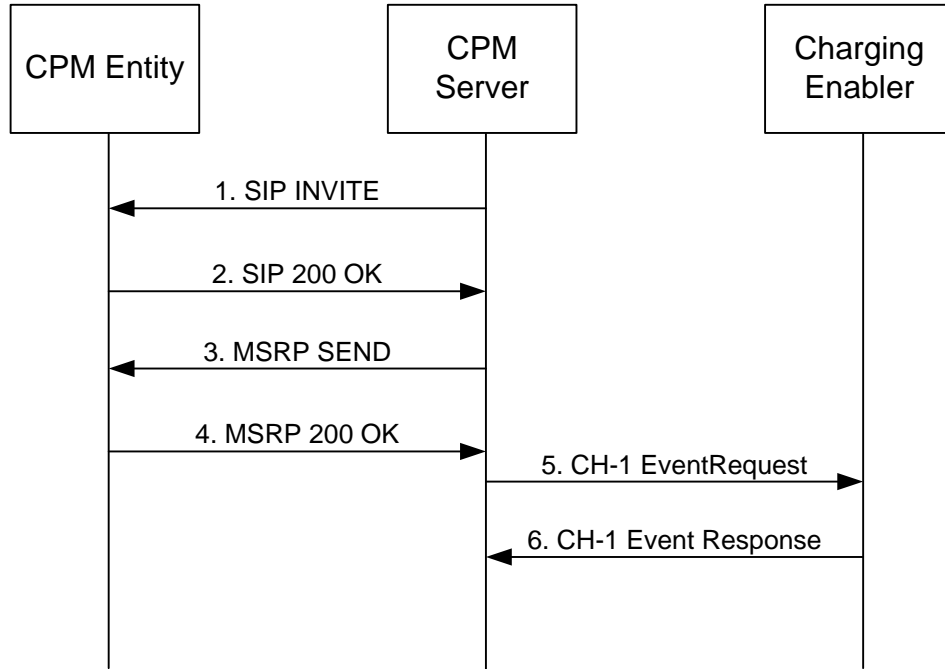 CPM Entity
CPM
Server
Charging
Enabler
1. SIP INVITE
2. SIP 200 OK
3. MSRP SEND
4. MSRP 200 OK
5. CH-1 EventRequest
6. CH-1 Event Response